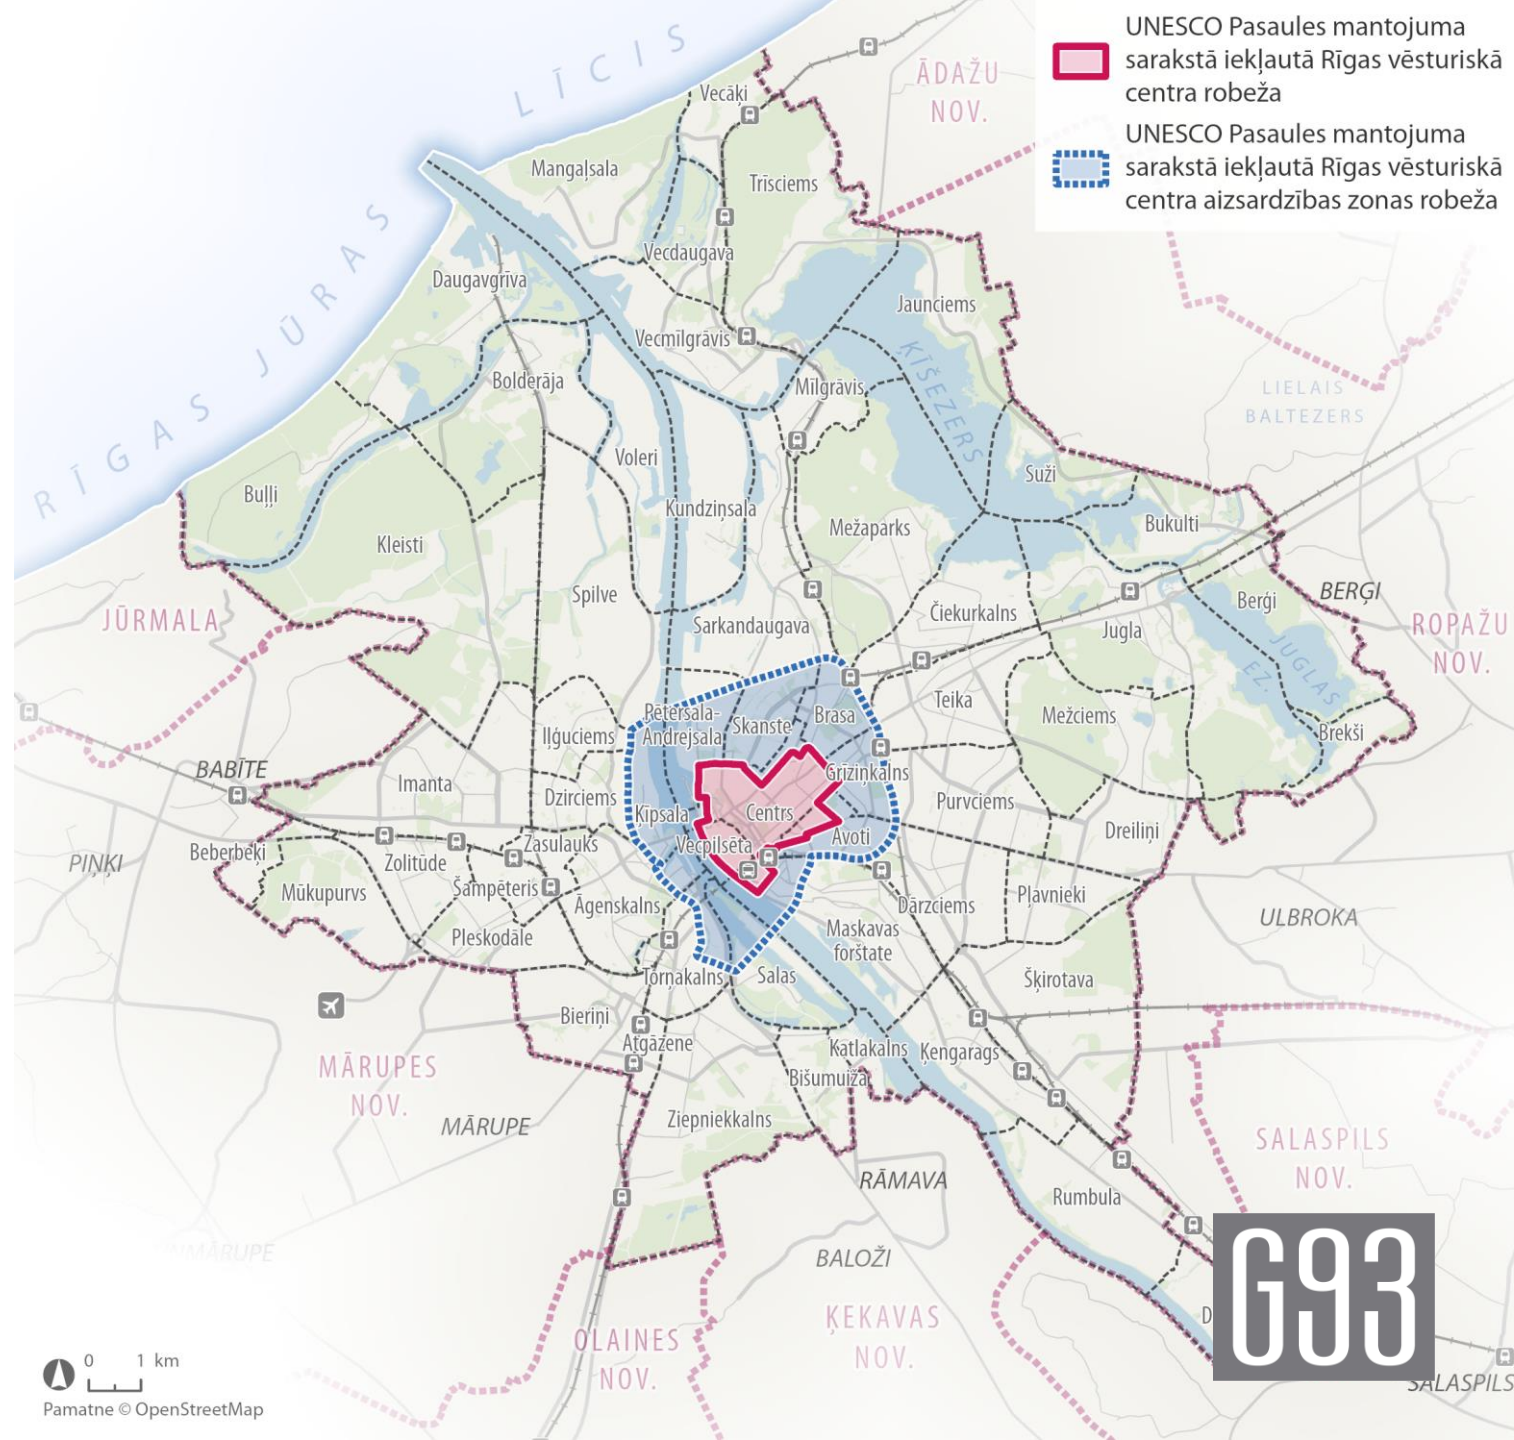 UNESCO Pasaules mantojuma
sarakstā iekļautā Rīgas vēsturiskā
centra robeža
UNESCO Pasaules mantojuma
sarakstā iekļautā Rīgas vēsturiskā
centra aizsardzības zonas robeža
RĪGAS JŪRAS LĪCIS
ĀDAŽU
NOV.
Vecāķi
Mangaļsala
Trīsciems
Vecdaugava
Daugavgrīva
Jaunciems
Vecmīlgrāvis
ĶĪŠEZERS
Bolderāja
Mīlgrāvis
LIELAIS
BALTEZERS
Voleri
Suži
Buļļi
Kundziņsala
Mežaparks
Bukulti
Kleisti
Spilve
BERĢI
Berģi
JŪRMALA
Sarkandaugava
Čiekurkalns
Jugla
ROPAŽU
NOV.
JUGLAS
EZ.
Teika
Mežciems
Pētersala-
Andrejsala
Skanste
Brasa
Iļģuciems
Brekši
BABĪTE
Imanta
Dzirciems
Grīziņkalns
Purvciems
Ķīpsala
Centrs
Avoti
Dreiliņi
Vecpilsēta
Zasulauks
Beberbeķi
PIŅĶI
Zolitūde
Mūkupurvs
Šampēteris
Āgenskalns
Dārzciems
Pļavnieki
ULBROKA
Pleskodāle
Maskavas
forštate
Torņakalns
Salas
Šķirotava
Bieriņi
Atgāzene
Katlakalns
Ķengarags
MĀRUPES
NOV.
Bišumuiža
MĀRUPE
Ziepniekkalns
SALASPILS
NOV.
RĀMAVA
Rumbula
MĀRUPE
BALOŽI
G93
D
ĶEKAVAS
NOV.
OLAINES
NOV.
SALASPILS
0 1 km
Pamatne © OpenStreetMap